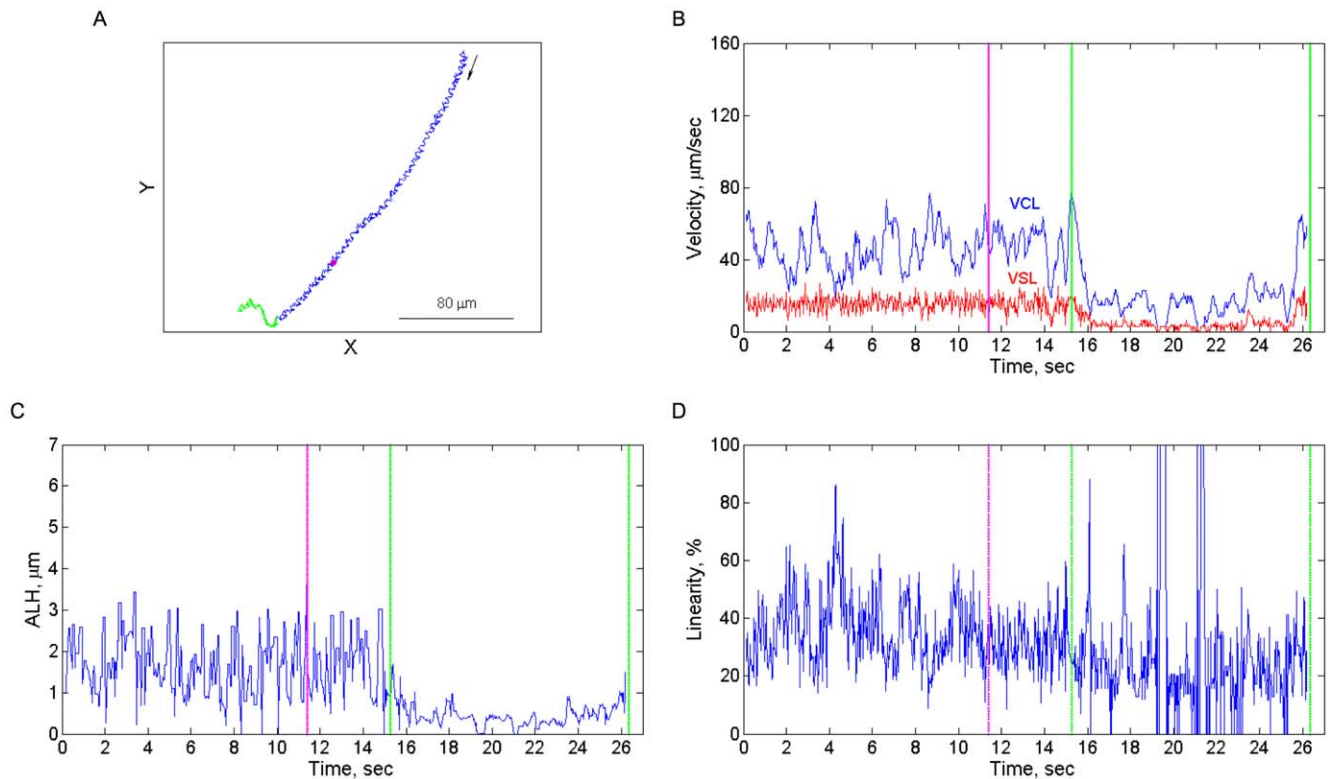 A
Y
80 μm
X
B
160
120
80
40
0
Velocity, μm/sec
VCL
VSL
0 2 4 6 8 10 12 14 16 18 20 22 24 26
Time, sec
C
7
6
5
4
3
2
1
0
ALH, μm
0 2 4 6 8 10 12 14 16 18 20 22 24 26
Time, sec
D
100
80
60
40
20
0
Linearity, %
0 2 4 6 8 10 12 14 16 18 20 22 24 26
Time, sec